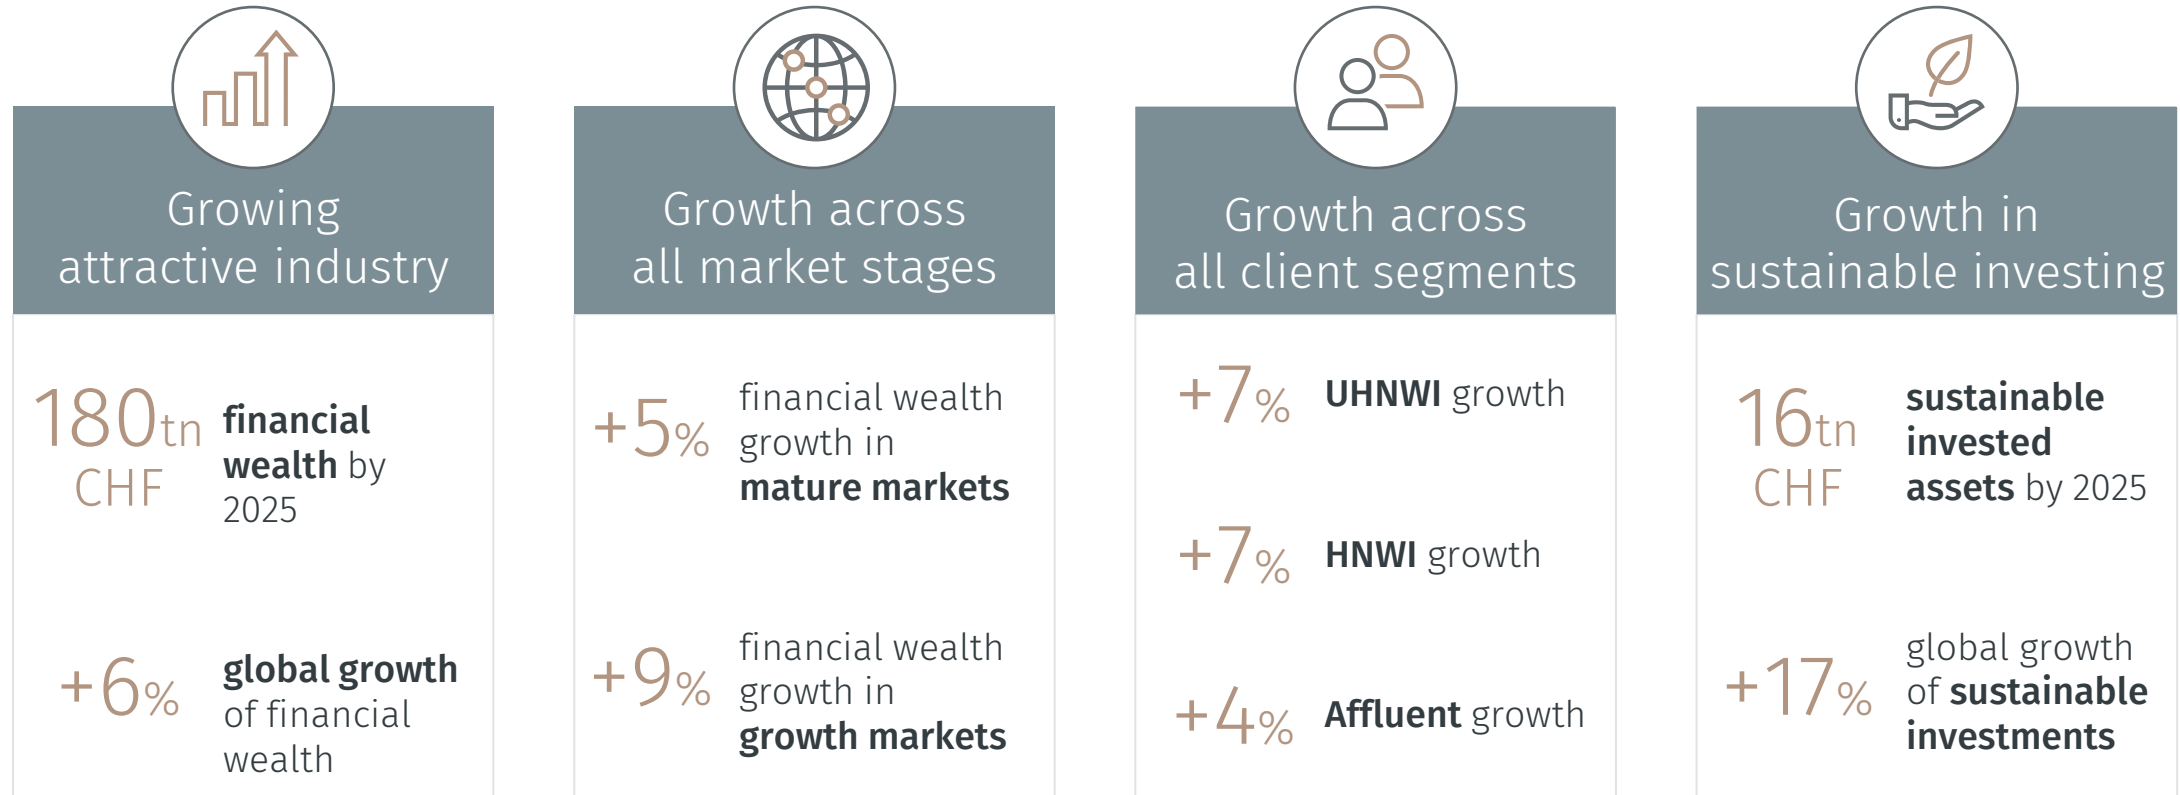 Growing
attractive industry
180tn
CHF
financial
wealth by
2025
+6%
global growth
of financial
wealth
Growth across
all market stages
+5%
financial wealth
growth in
mature markets
+9%
financial wealth
growth in
growth markets
Growth across
all client segments
+7%
UHNWI growth
+7%
HNWI growth
+4%
Affluent growth
Growth in
sustainable investing
16tn
CHF
sustainable
invested
assets by 2025
+17%
global growth
of sustainable
investments